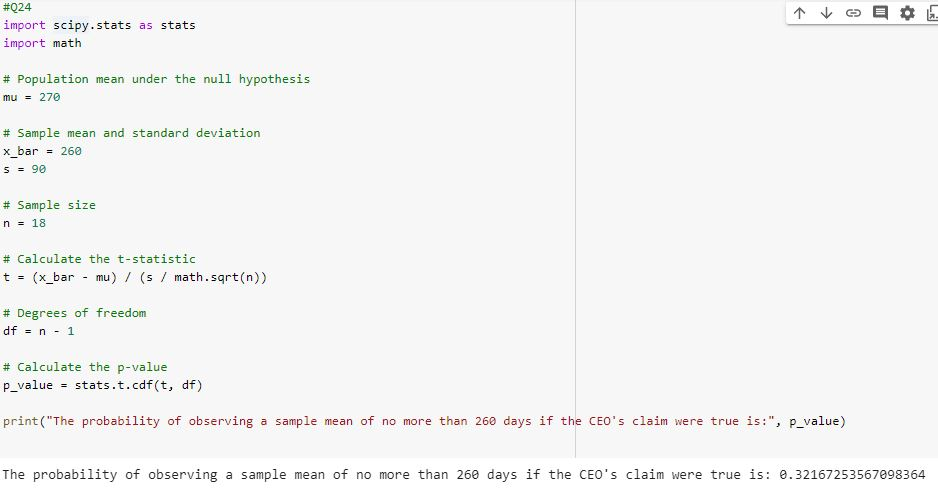 #Q24
import scipy.stats as stats
import math
# Population mean under the null hypothesis
mu = 270
# Sample mean and standard deviation
x_bar = 260
s = 90
# Sample size
n = 18
# Calculate the t-statistic
t = (x_bar - mu) / (s / math.sqrt(n))
# Degrees of freedom
df = n - 1
# Calculate the p-value
p_value = stats.t.cdf(t, df)
print("The probability of observing a sample mean of no more than 260 days if the CEO's claim were true is:", p_value)
The probability of observing a sample mean of no more than 260 days if the CEO's claim were true is: 0.32167253567098364